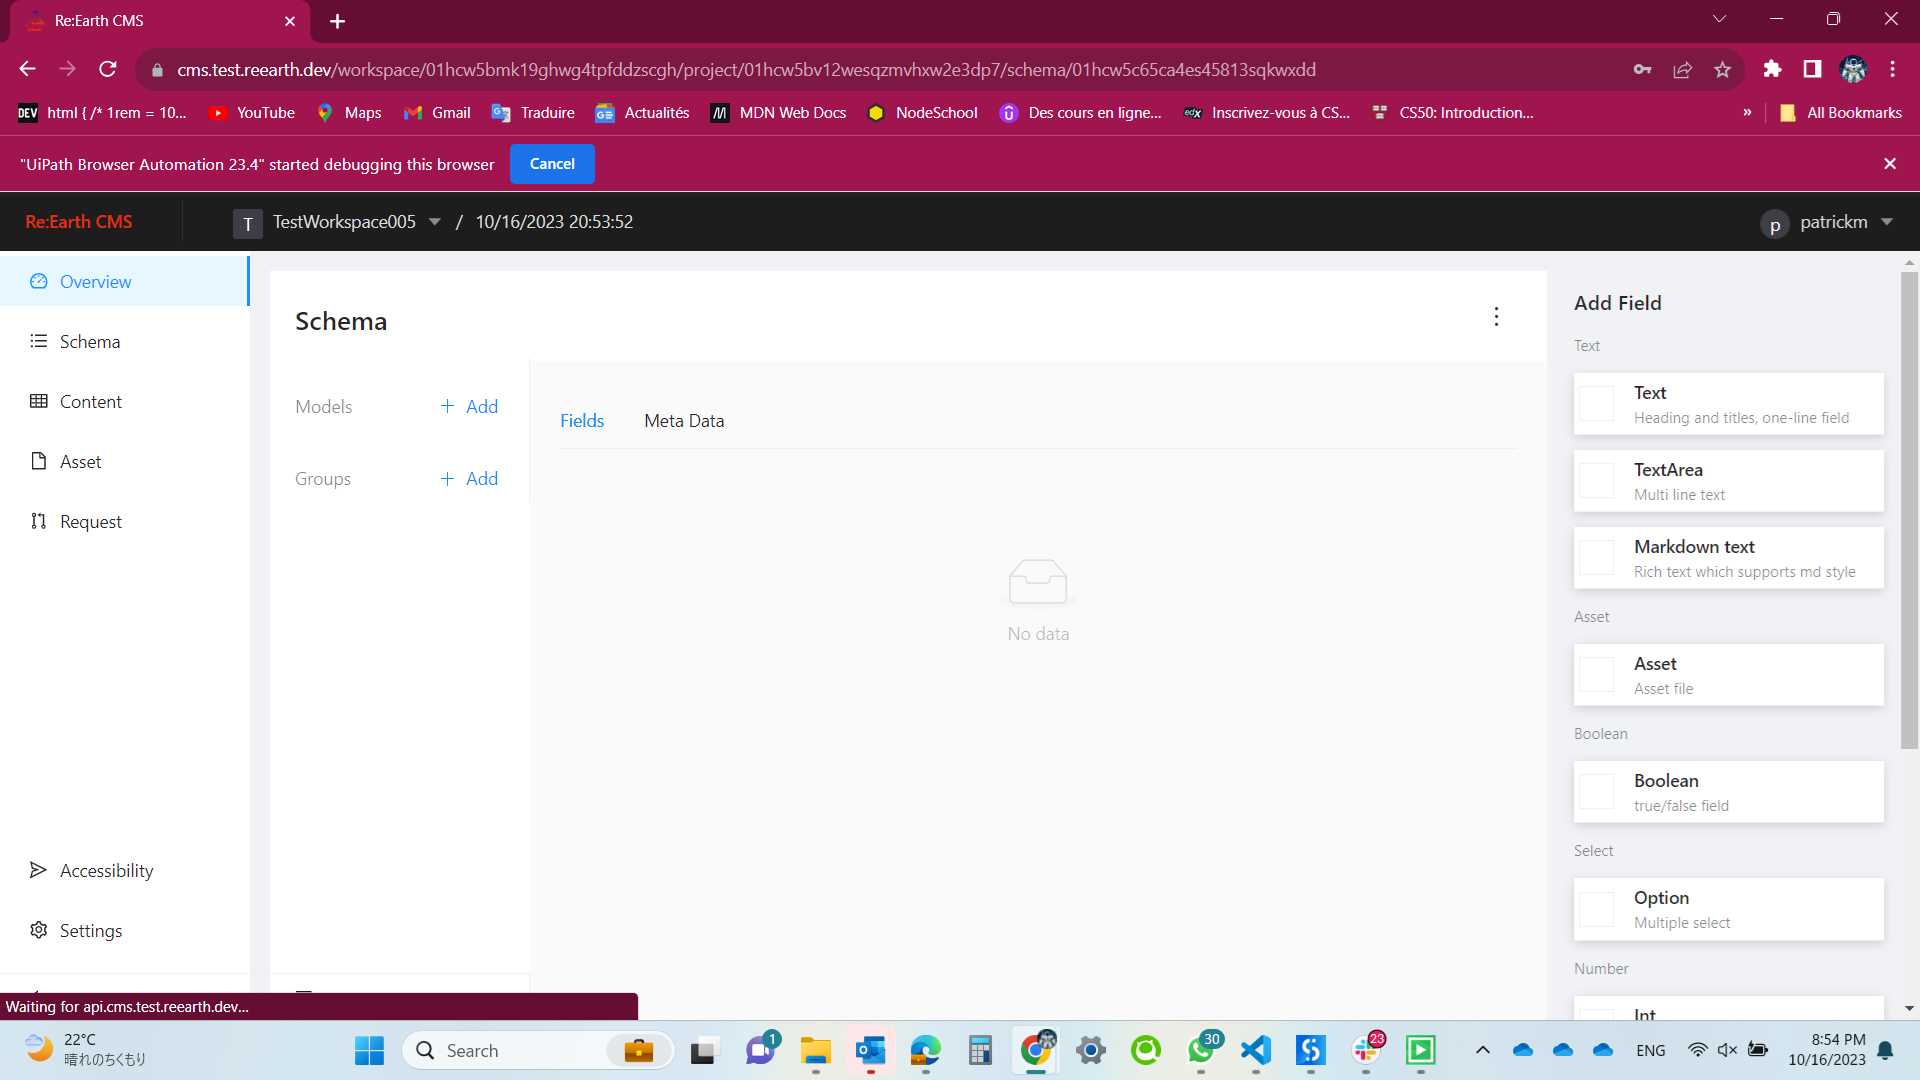 Re:Earth CMS
cms.test.reearth.dev/workspace/01hcw5bmk19ghwg4tpfddzscgh/project/01hcw5bv12wesqzmvhxw2e3dp7/schema/01hcw5c65ca4es45813sqkwxdd
DEV html { /* 1rem = 10... YouTube Maps Gmail Traduire Actualités MDN Web Docs NodeSchool Des cours en ligne... Inscrivez-vous à CS... CS50: Introduction... » All Bookmarks
"UiPath Browser Automation 23.4" started debugging this browser Cancel
Re:Earth CMS T TestWorkspace005 / 10/16/2023 20:53:52 p patrickm
Overview
Schema
Content
Asset
Request
Accessibility
Settings
Schema
Models + Add
Groups + Add
Fields Meta Data
No data
Add Field
Text
Text
Heading and titles, one-line field
TextArea
Multi line text
Markdown text
Rich text which supports md style
Asset
Asset
Asset file
Boolean
Boolean
true/false field
Select
Option
Multiple select
Number
Int
Waiting for api.cms.test.reearth.dev...
22°C
晴れのちくもり
Search
1
30
23
ENG
8:54 PM
10/16/2023